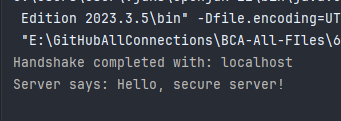 Edition 2023.3.5\bin" -Dfile.encoding=UT
"E:\GitHubAllConnections\BCA-All-FIles\6
Handshake completed with: localhost
Server says: Hello, secure server!